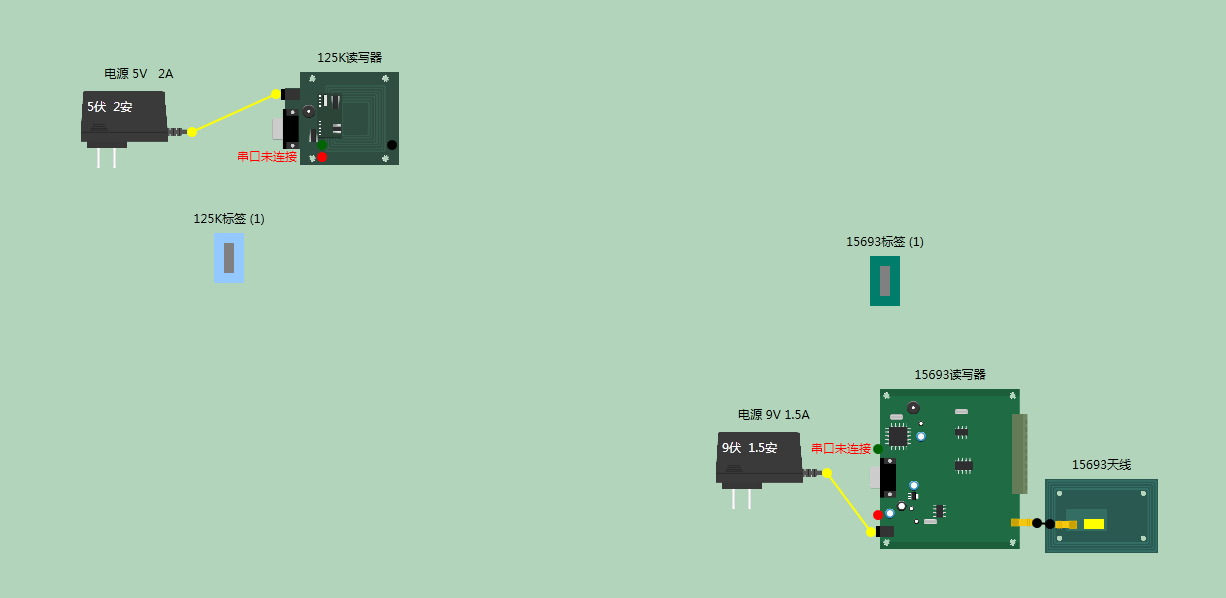 125K读写器
电源 5V   2A
5伏  2安
串口未连接
125K标签 (1)
15693标签 (1)
15693读写器
电源 9V 1.5A
9伏  1.5安
串口未连接
15693天线